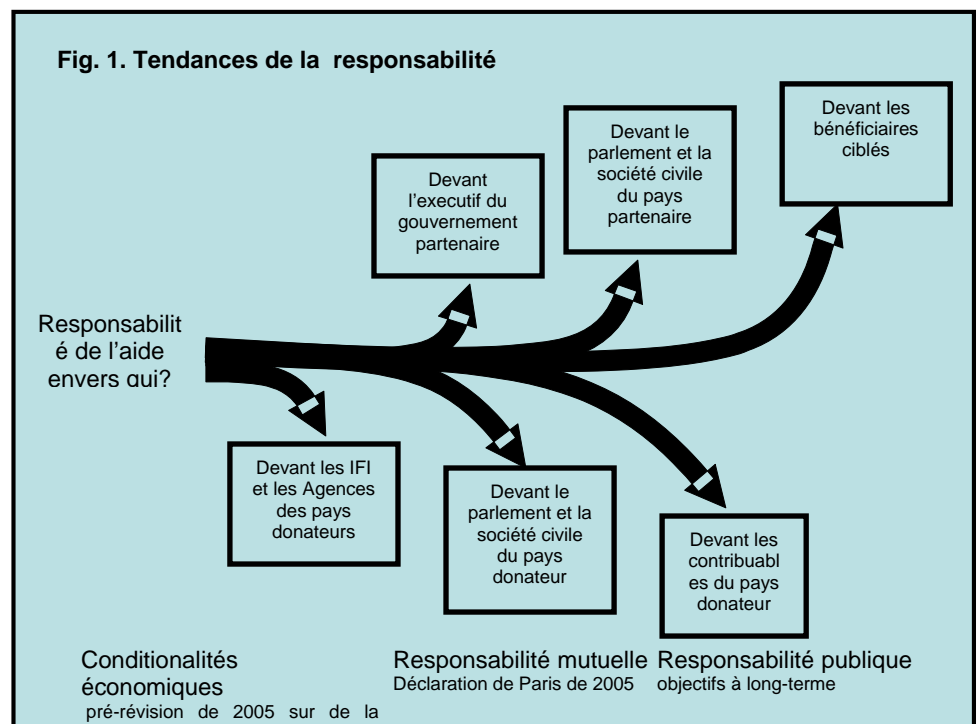 Fig. 1. Tendances de la responsabilité
Devant les
bénéficiaires
ciblés
Devant le
parlement et la
société civile
du pays
partenaire
Devant
l'executif du
gouvernement
partenaire
Responsabilit
é de l'aide
envers qui?
Devant les IFI
et les Agences
des pays
donateurs
Devant le
parlement et la
société civile
du pays
donateur
Devant les
contribuabl
es du pays
donateur
Conditionalités
économiques
pré-révision de 2005 sur de la
Responsabilité mutuelle
Déclaration de Paris de 2005
Responsabilité publique
objectifs à long-terme